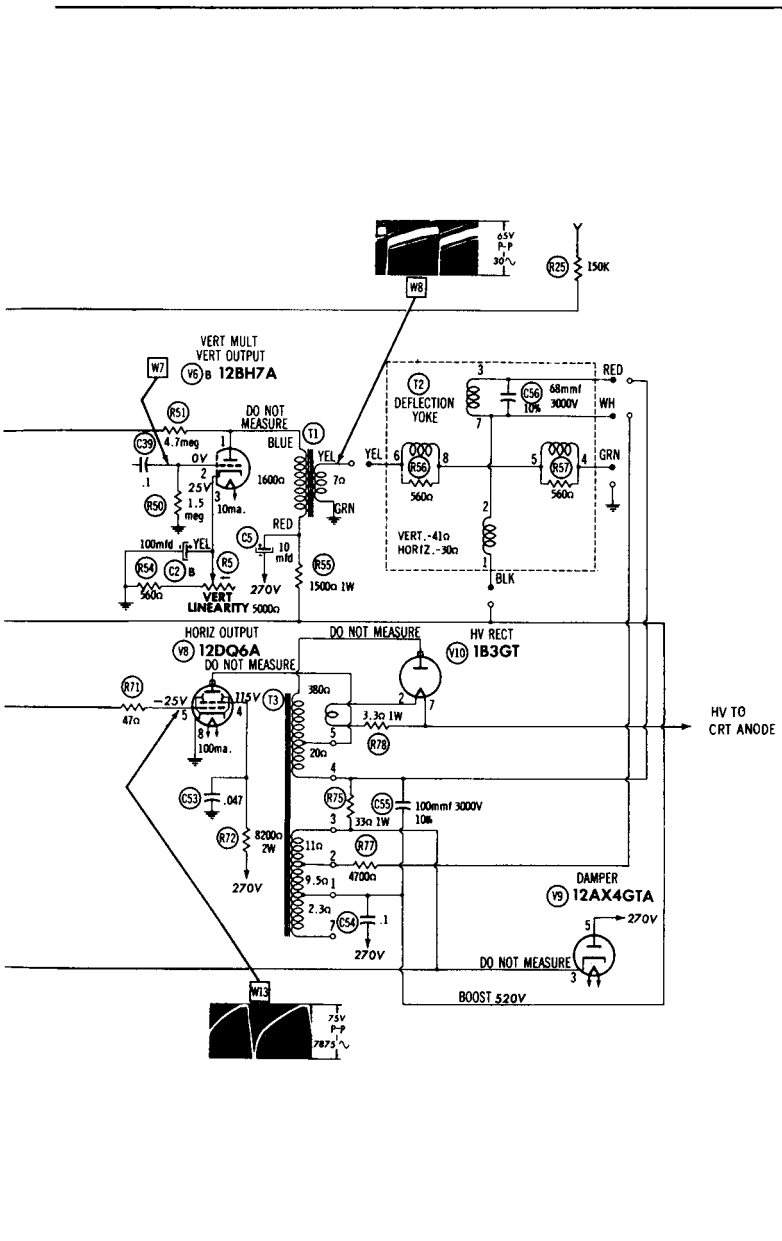 65V
P-P
30∿
R25 150K
W8
VERT MULT
VERT OUTPUT
V6 B 12BH7A
W7
T2
DEFLECTION
YOKE
3
C56
10%
68mmf
3000V
RED
WH
7
R51
4.7meg
DO NOT
MEASURE
BLUE
T1
C39
.1
0V
1
2
25V
3
10ma.
R50
1.5
meg
1600Ω
YEL
7Ω
GRN
YEL
6
R56
560Ω
8
5
R57
560Ω
4
GRN
RED
C5
10
mfd
270V
R55
1500Ω 1W
2
VERT.-41Ω
HORIZ.-30Ω
1
BLK
100mfd
YEL
C2 B
R54
560Ω
R5
VERT
LINEARITY 5000Ω
HORIZ OUTPUT
V8 12DQ6A
DO NOT MEASURE
DO NOT MEASURE
HV RECT
V10 1B3GT
R71
47Ω
-25V
5
115V
4
8
100ma.
T3
380Ω
2
7
3.3Ω 1W
R78
5
20Ω
4
HV TO
CRT ANODE
C53 .047
R72
8200Ω
2W
270V
R75
33Ω 1W
C55
100mmf 3000V
10%
3
11Ω
2
R77
4700Ω
9.5Ω
1
2.3Ω
7
C54 .1
270V
DAMPER
V9 12AX4GTA
5
270V
DO NOT MEASURE
3
BOOST 520V
W13
75V
P-P
7875∿